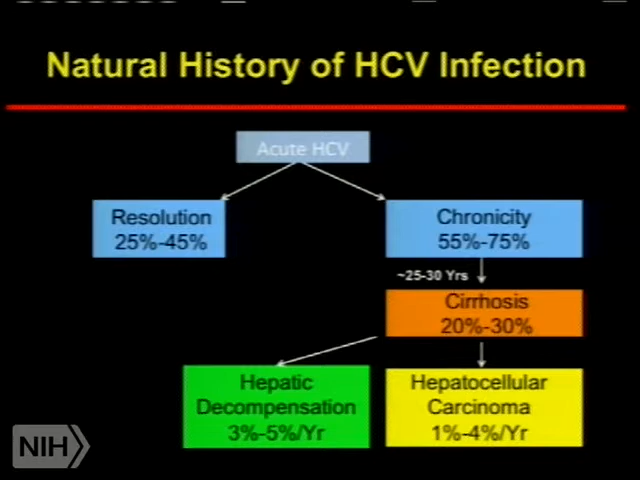 Natural History of HCV Infection
Acute HCV
Resolution
25%-45%
Chronicity
55%-75%
~25-30 Yrs
Cirrhosis
20%-30%
Hepatic
Decompensation
3%-5%/Yr
Hepatocellular
Carcinoma
1%-4%/Yr
NIH